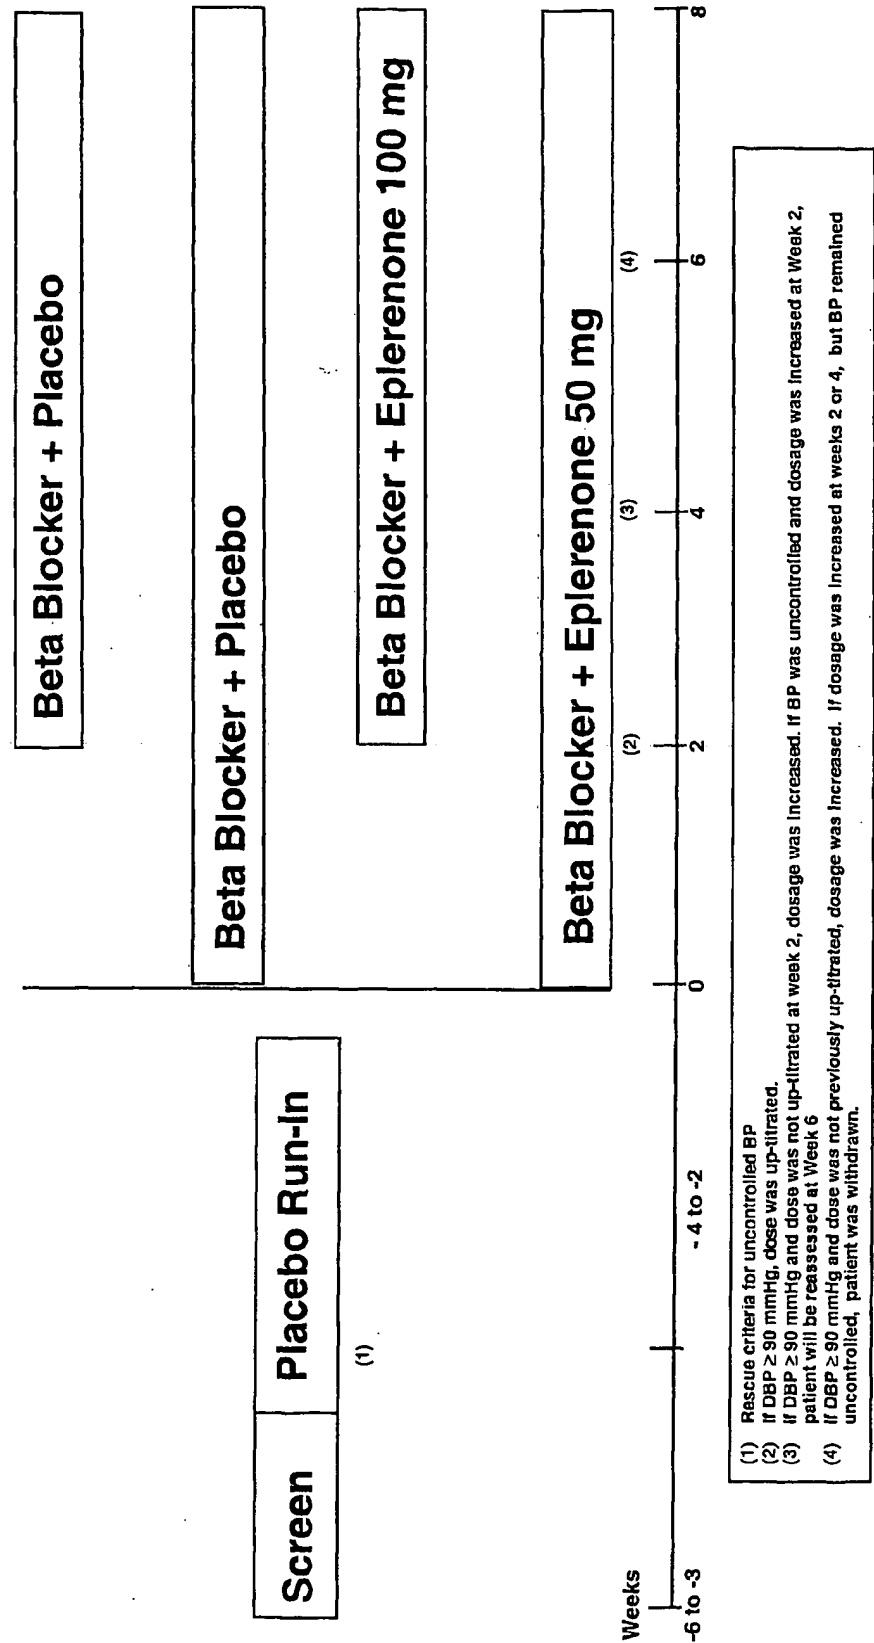 Beta Blocker + Placebo
Beta Blocker + Placebo
Screen
Placebo Run-In
(1)
Beta Blocker + Eplerenone 100 mg
Beta Blocker + Eplerenone 50 mg
Weeks
(2)
(3)
(4)
-6 to -3
- 4 to -2
0
2
4
6
8
(1) Rescue criteria for uncontrolled BP
(2) If DBP ≥ 90 mmHg, dose was up-titrated.
(3) If DBP ≥ 90 mmHg and dose was not up-titrated at week 2, dosage was increased. If BP was uncontrolled and dosage was increased at Week 2,
patient will be reassessed at Week 6
(4) If DBP ≥ 90 mmHg and dose was not previously up-titrated, dosage was increased. If dosage was increased at weeks 2 or 4, but BP remained
uncontrolled, patient was withdrawn.